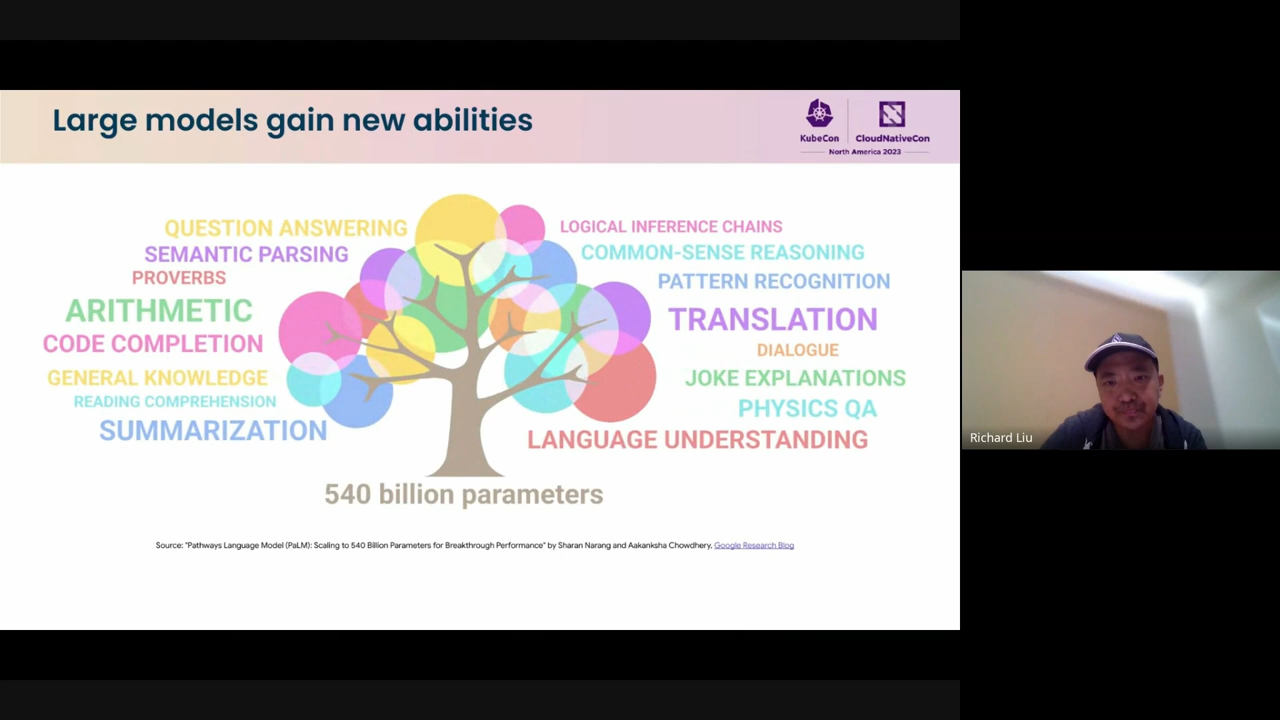 Large models gain new abilities
KubeCon
CloudNativeCon
North America 2023
QUESTION ANSWERING
SEMANTIC PARSING
PROVERBS
ARITHMETIC
CODE COMPLETION
GENERAL KNOWLEDGE
READING COMPREHENSION
SUMMARIZATION
LOGICAL INFERENCE CHAINS
COMMON-SENSE REASONING
PATTERN RECOGNITION
TRANSLATION
DIALOGUE
JOKE EXPLANATIONS
PHYSICS QA
LANGUAGE UNDERSTANDING
540 billion parameters
Source: "Pathways Language Model (PaLM): Scaling to 540 Billion Parameters for Breakthrough Performance" by Sharan Narang and Aakanksha Chowdhery, Google Research Blog
Richard Liu